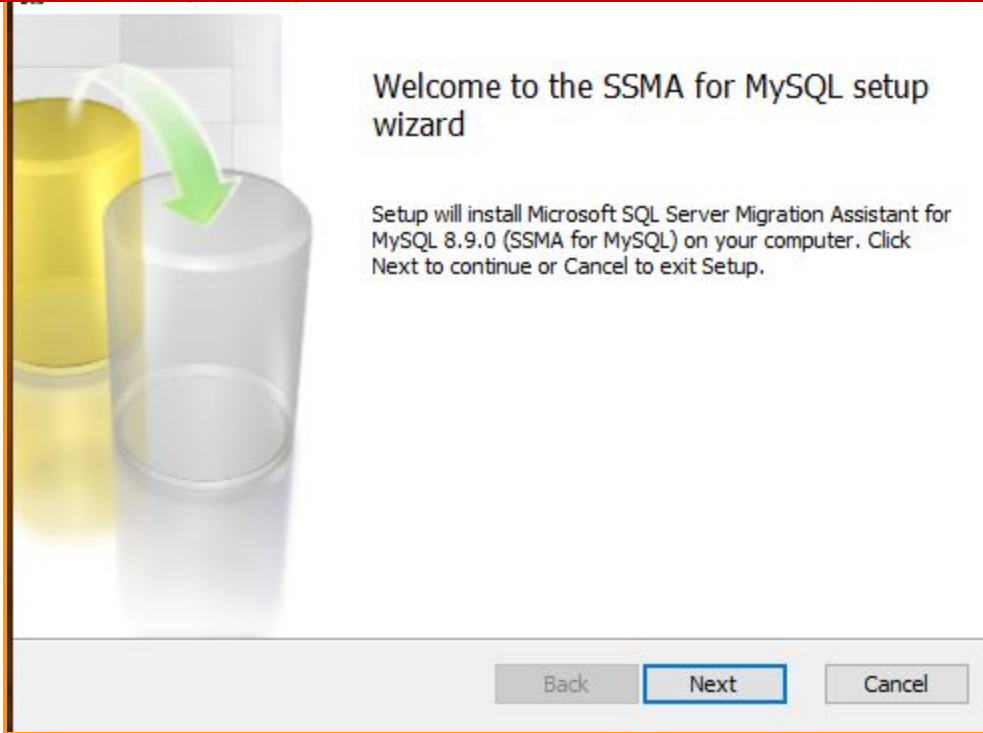 Welcome to the SSMA for MySQL setup
wizard
Setup will install Microsoft SQL Server Migration Assistant for
MySQL 8.9.0 (SSMA for MySQL) on your computer. Click
Next to continue or Cancel to exit Setup.
Back Next Cancel